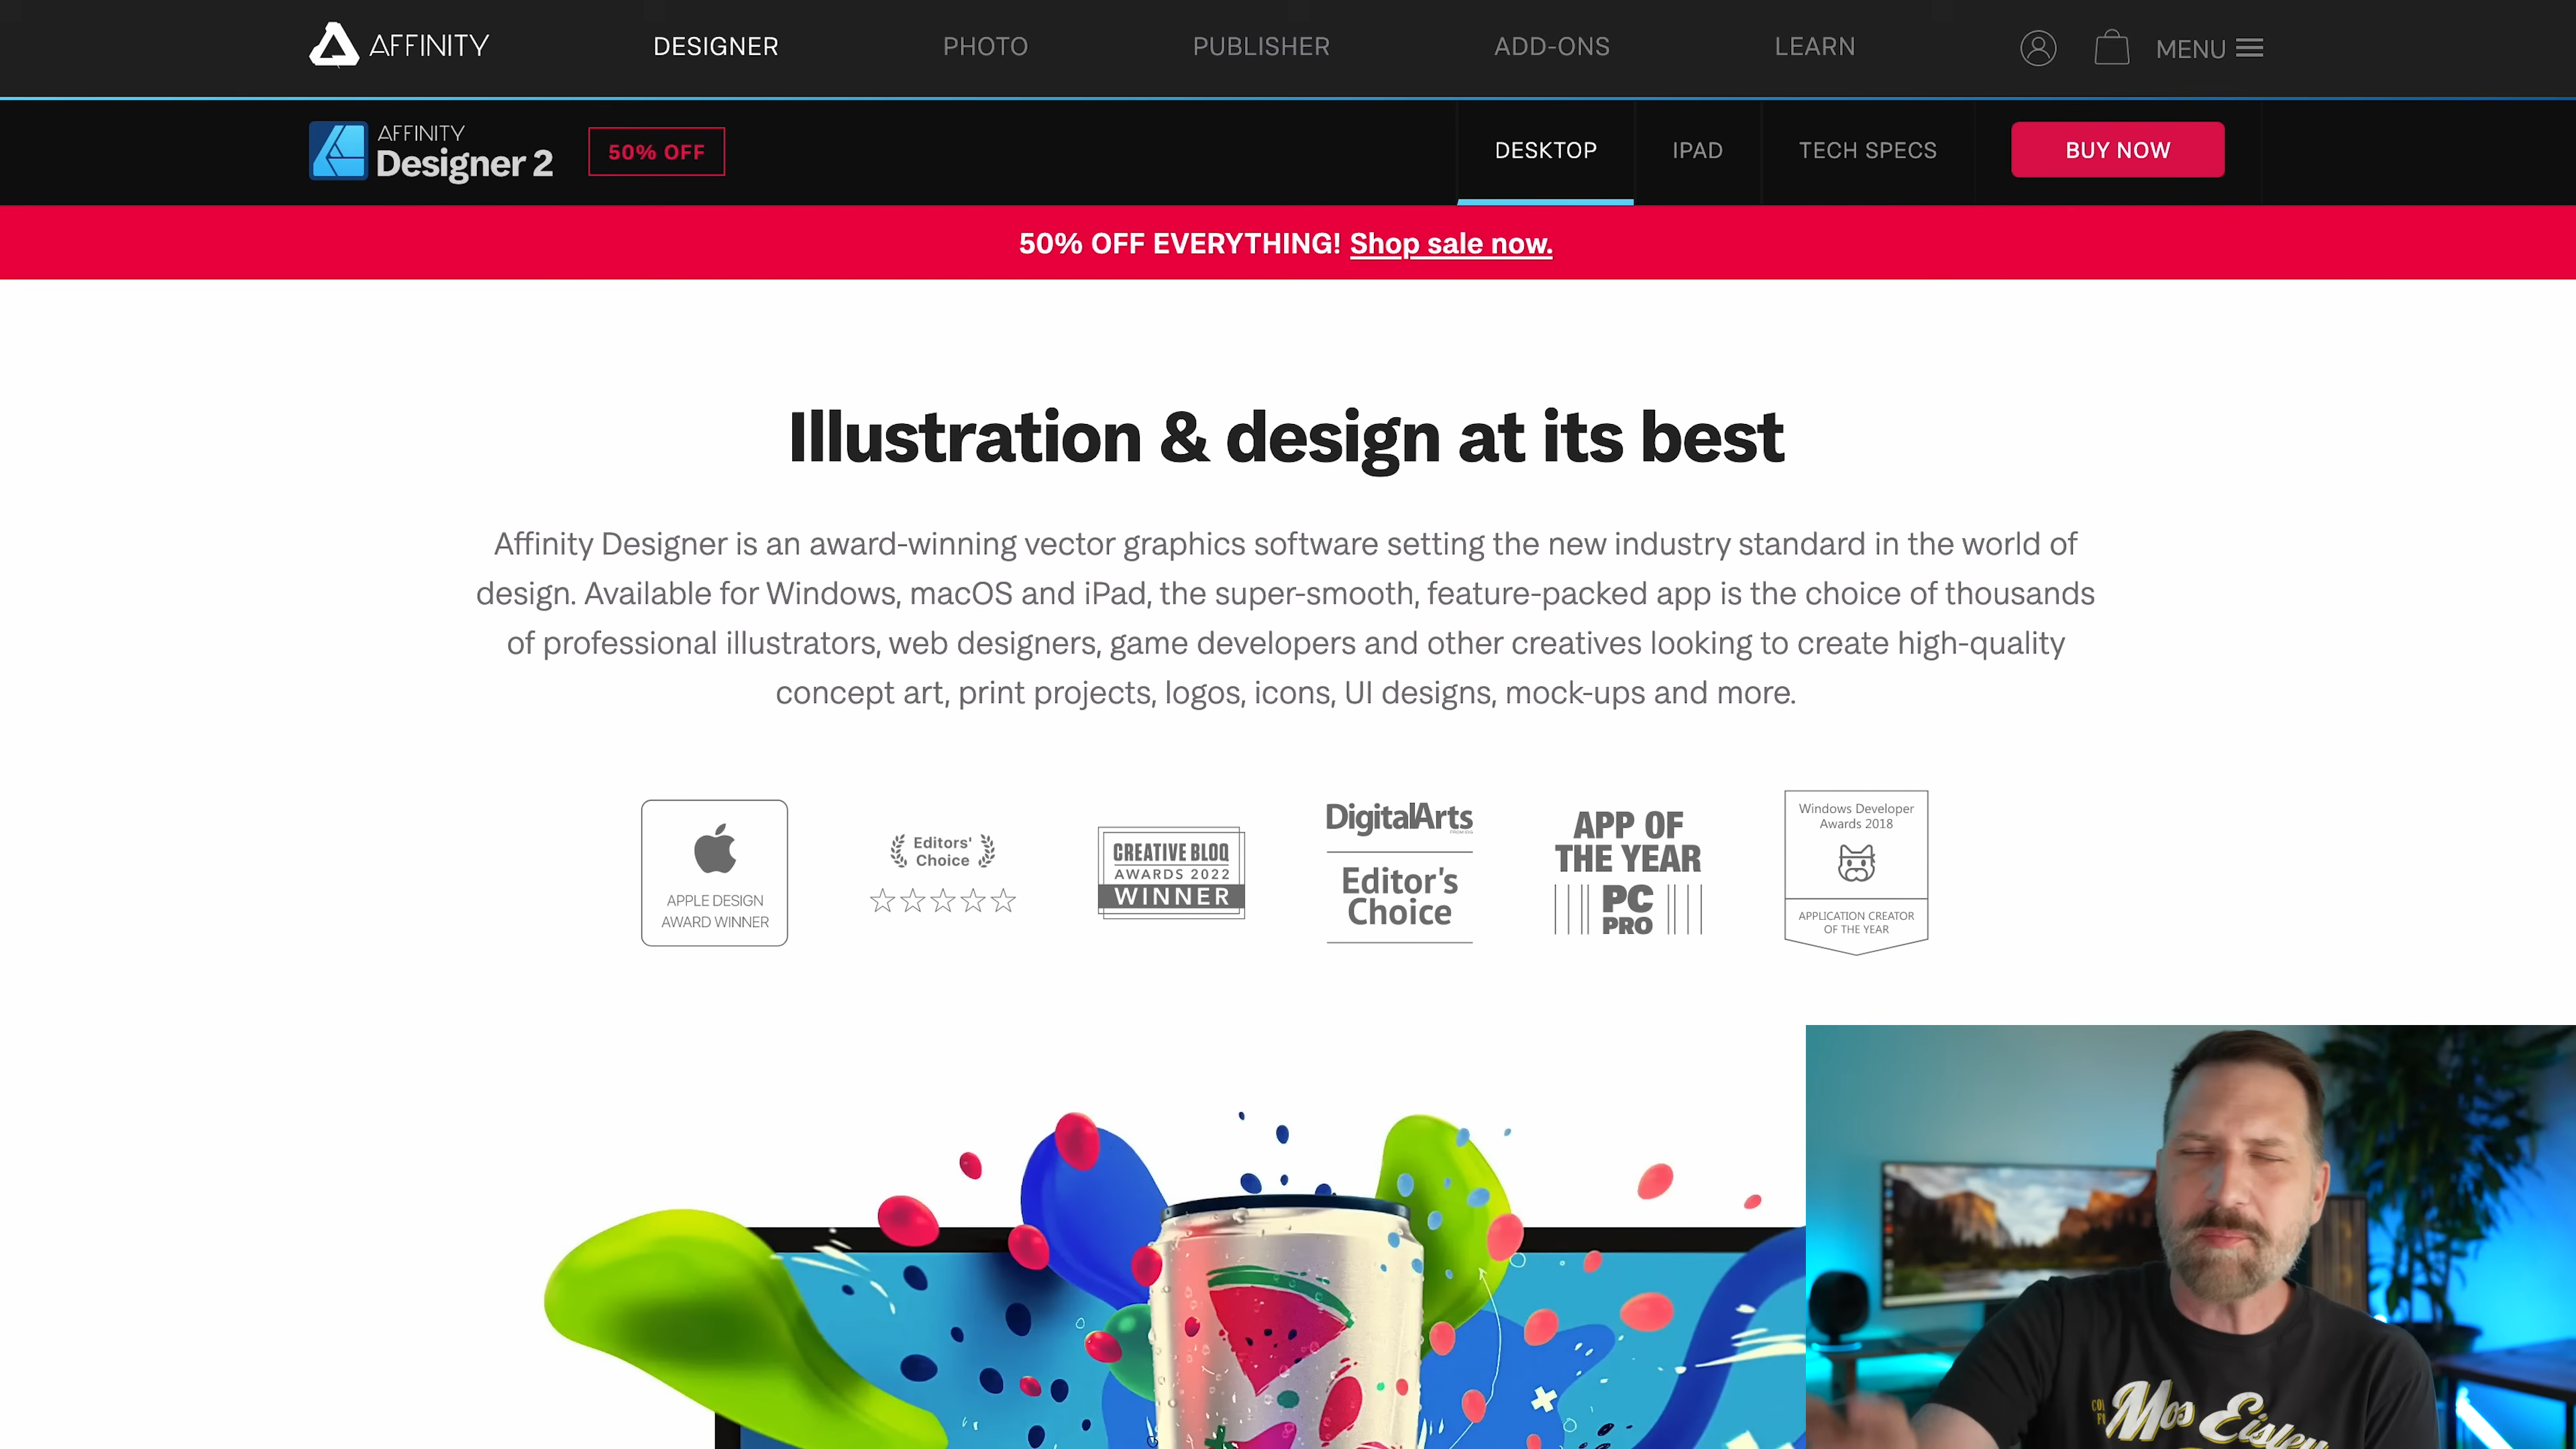 AFFINITY
DESIGNER
PHOTO
PUBLISHER
ADD-ONS
LEARN
MENU
AFFINITY
Designer 2
50% OFF
DESKTOP
IPAD
TECH SPECS
BUY NOW
50% OFF EVERYTHING! Shop sale now.
Illustration & design at its best
Affinity Designer is an award-winning vector graphics software setting the new industry standard in the world of
design. Available for Windows, macOS and iPad, the super-smooth, feature-packed app is the choice of thousands
of professional illustrators, web designers, game developers and other creatives looking to create high-quality
concept art, print projects, logos, icons, UI designs, mock-ups and more.
APPLE DESIGN
AWARD WINNER
Editors'
Choice
CREATIVE BLOQ
AWARDS 2022
WINNER
DigitalArts
Editor's
Choice
APP OF
THE YEAR
PC
PRO
Windows Developer
Awards 2018
APPLICATION CREATOR
OF THE YEAR
Mos Eisley